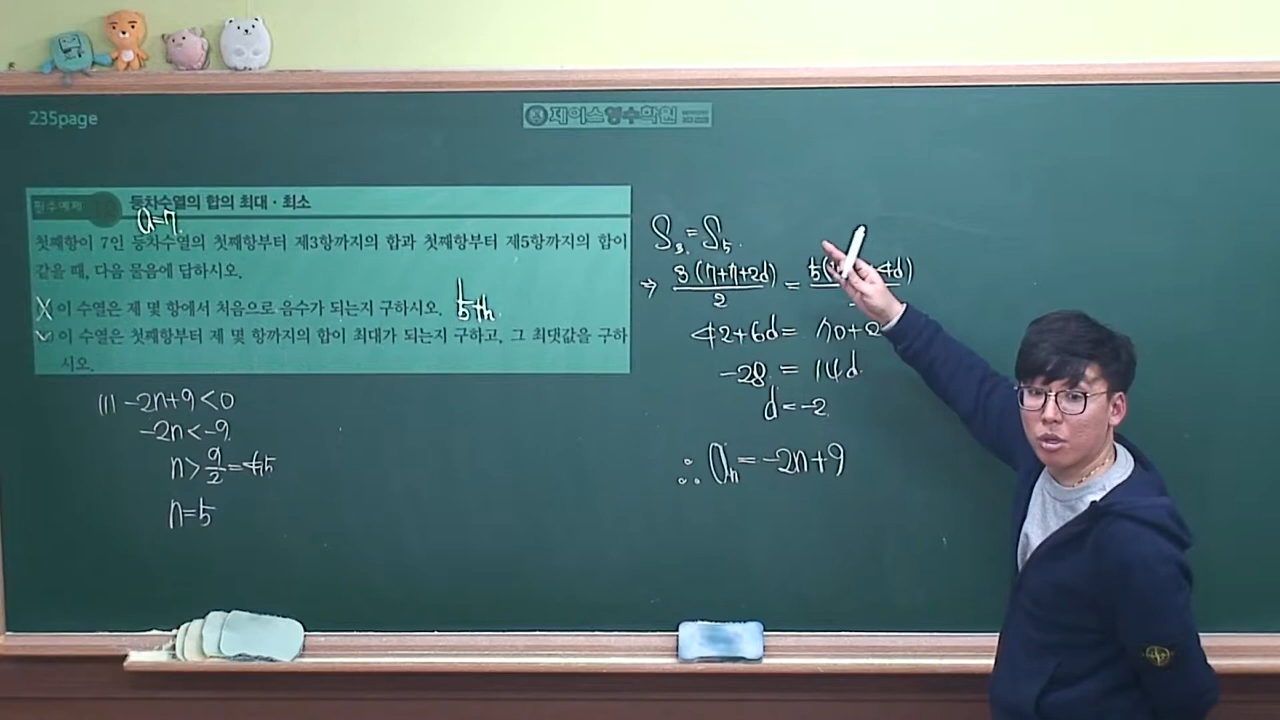 235page
제이스영수학원
필수예제
등차수열의 합의 최대·최소
a=7
첫째항이 7인 등차수열의 첫째항부터 제3항까지의 합과 첫째항부터 제5항까지의 합이
같을 때, 다음 물음에 답하시오.
이 수열은 제 몇 항에서 처음으로 음수가 되는지 구하시오. 5th
이 수열은 첫째항부터 제 몇 항까지의 합이 최대가 되는지 구하고, 그 최댓값을 구하
시오.
(1) -2n+9<0
-2n<-9
n>9/2=4.5
n=5
S₃=S₅
⇒ 3(7+7+2d)/2 = 5( 4d)
42+6d= 70+2
-28 = 14d
d=-2
∴ aₙ=-2n+9